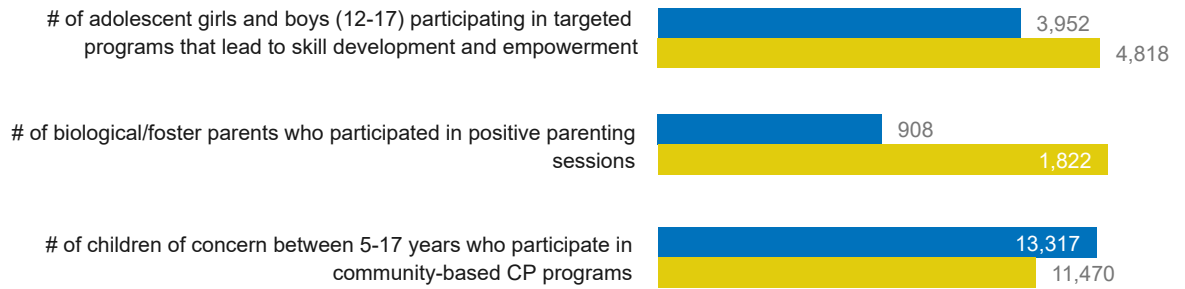 # of adolescent girls and boys (12-17) participating in targeted
programs that lead to skill development and empowerment
3,952
4,818
# of biological/foster parents who participated in positive parenting
sessions
908
1,822
# of children of concern between 5-17 years who participate in
community-based CP programs
13,317
11,470